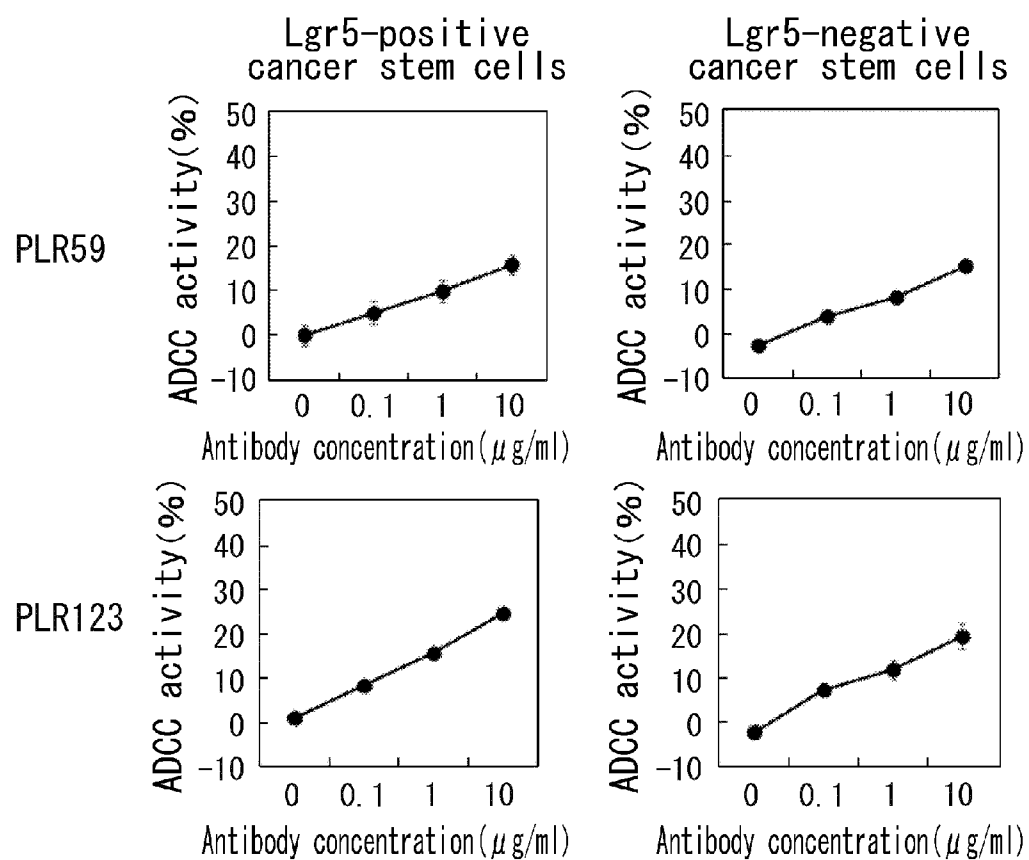 Lgr5-positive
cancer stem cells
Lgr5-negative
cancer stem cells
PLR59
ADCC activity(%)
50
40
30
20
10
0
-10
0 0.1 1 10
Antibody concentration(μg/ml)
ADCC activity(%)
50
40
30
20
10
0
-10
0 0.1 1 10
Antibody concentration(μg/ml)
PLR123
ADCC activity(%)
50
40
30
20
10
0
-10
0 0.1 1 10
Antibody concentration(μg/ml)
ADCC activity(%)
50
40
30
20
10
0
-10
0 0.1 1 10
Antibody concentration(μg/ml)